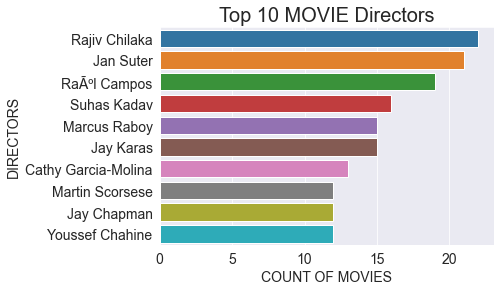 Top 10 MOVIE Directors
DIRECTORS
Rajiv Chilaka
Jan Suter
RaÃºl Campos
Suhas Kadav
Marcus Raboy
Jay Karas
Cathy Garcia-Molina
Martin Scorsese
Jay Chapman
Youssef Chahine
0 5 10 15 20
COUNT OF MOVIES